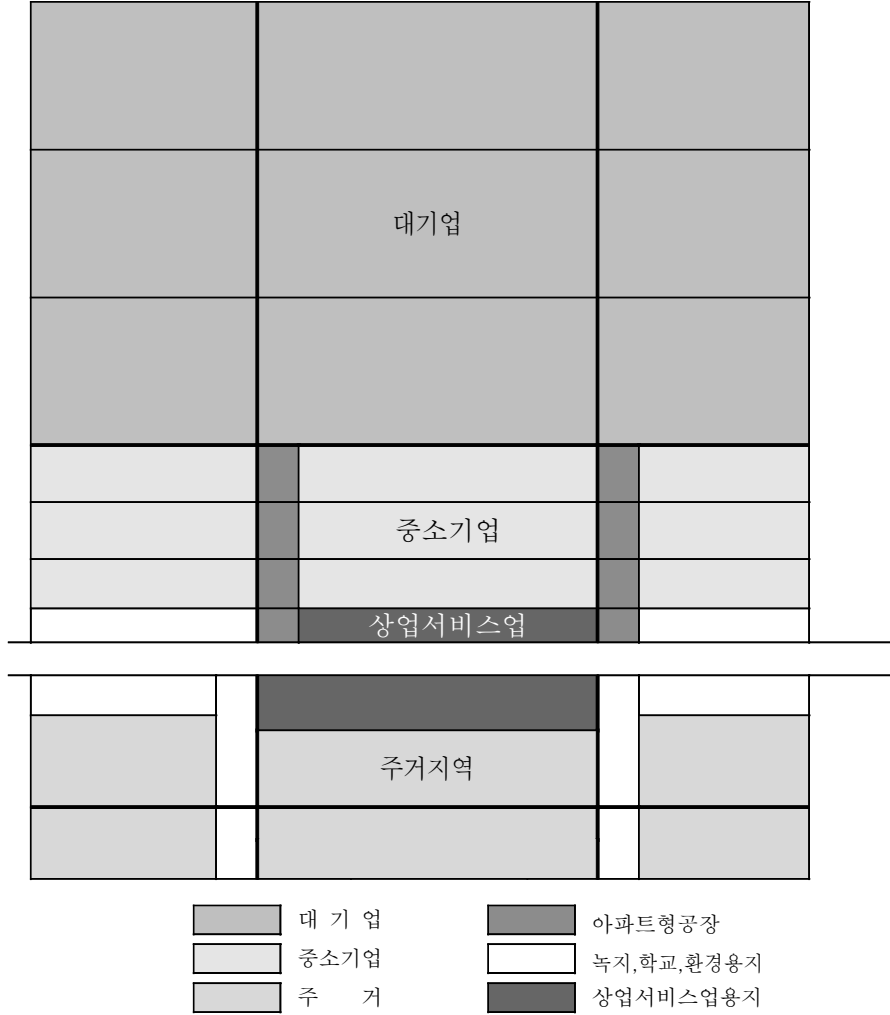 대기업
중소기업
상업서비스업
주거지역
대 기 업
아파트형공장
중소기업
녹지,학교,환경용지
주 거
상업서비스업용지